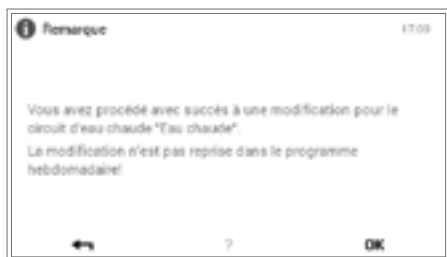 Remarque 17:09
Vous avez procédé avec succès à une modification pour le
circuit d'eau chaude "Eau chaude".
La modification n'est pas reprise dans le programme
hebdomadaire!
? OK